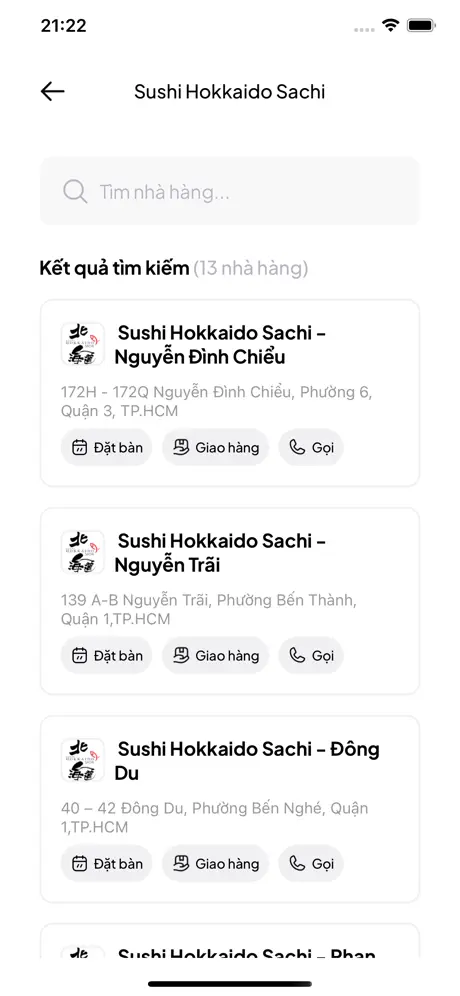 21:22
Sushi Hokkaido Sachi
Tìm nhà hàng...
Kết quả tìm kiếm (13 nhà hàng)
Sushi Hokkaido Sachi –
Nguyễn Đình Chiểu
172H - 172Q Nguyễn Đình Chiểu, Phường 6,
Quận 3, TP.HCM
Đặt bàn
Giao hàng
Gọi
Sushi Hokkaido Sachi –
Nguyễn Trãi
139 A-B Nguyễn Trãi, Phường Bến Thành,
Quận 1,TP.HCM
Đặt bàn
Giao hàng
Gọi
Sushi Hokkaido Sachi – Đông
Du
40 – 42 Đông Du, Phường Bến Nghé, Quận
1,TP.HCM
Đặt bàn
Giao hàng
Gọi
Sushi Hokkaido Sachi – Phan